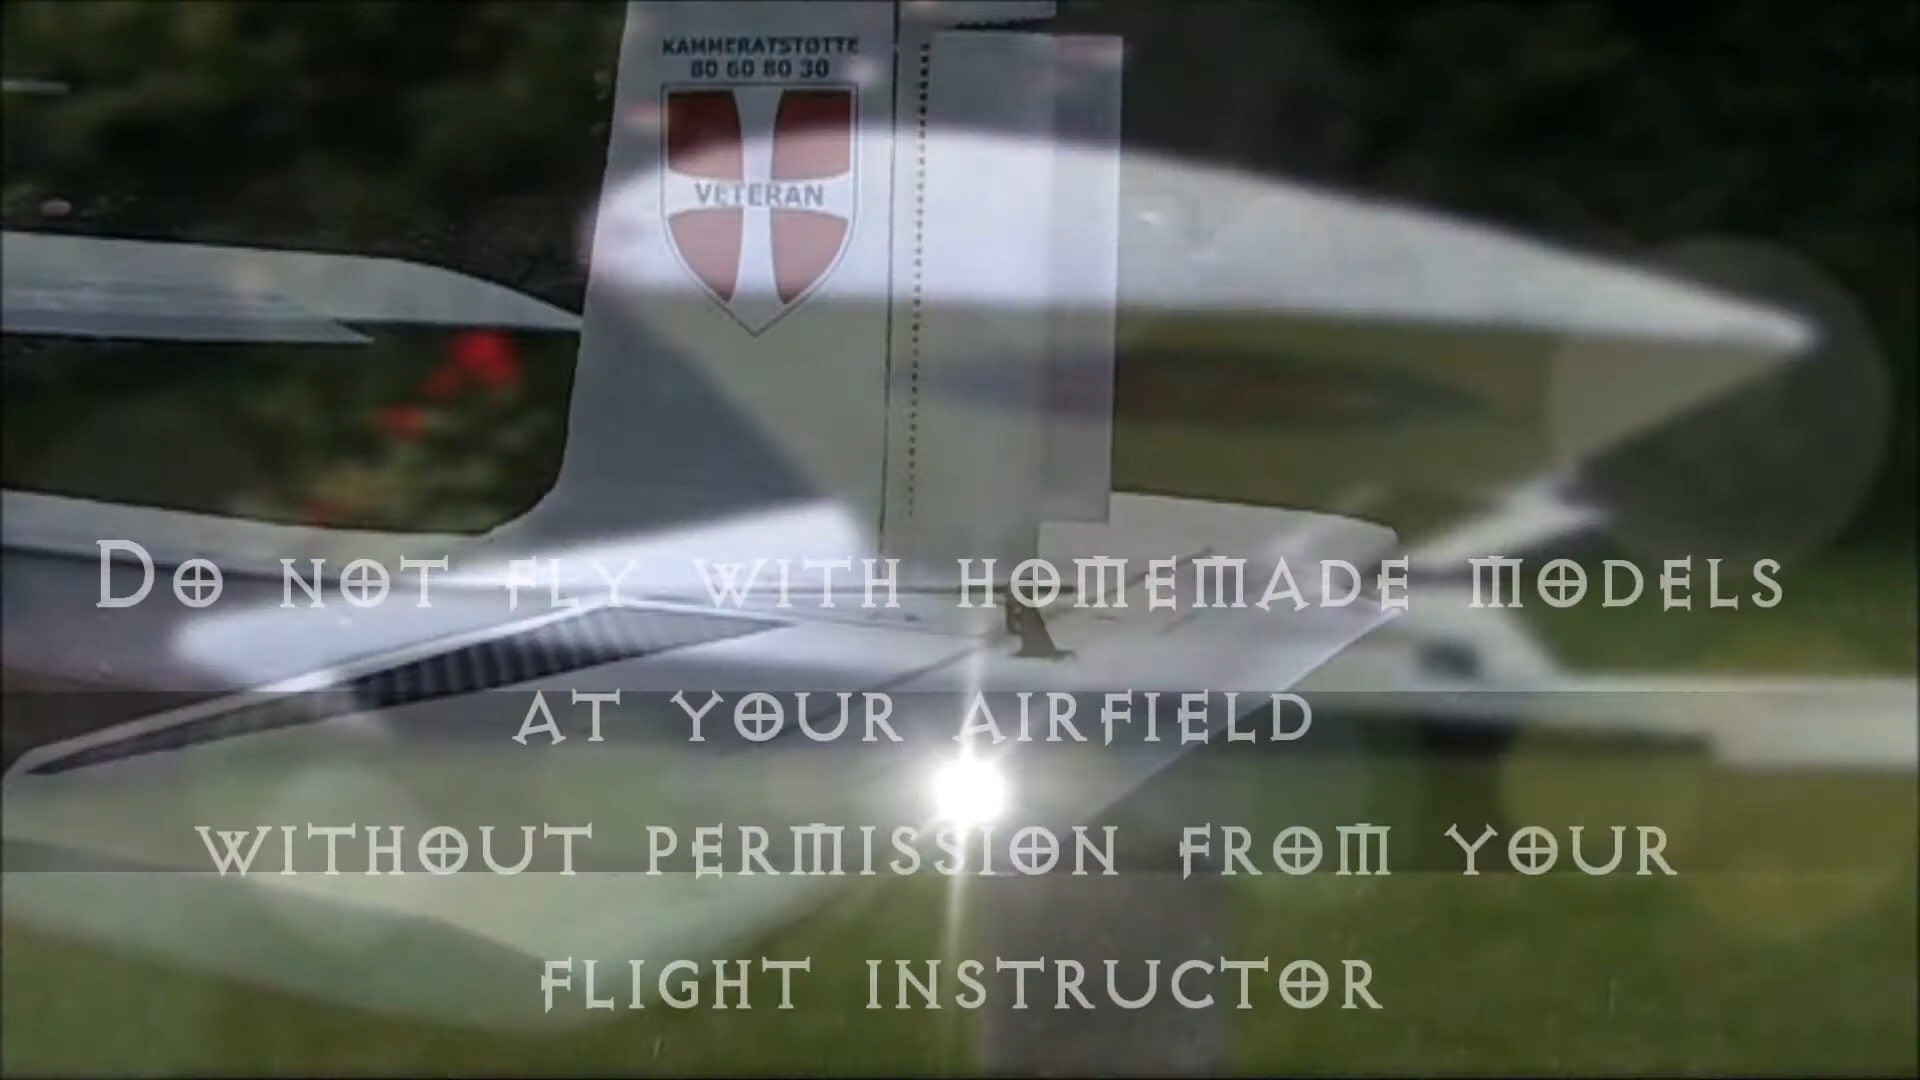 KAMMERATSTØTTE
80 60 80 30
VETERAN
Do not fly with homemade models
at your airfield
without permission from your
flight instructor